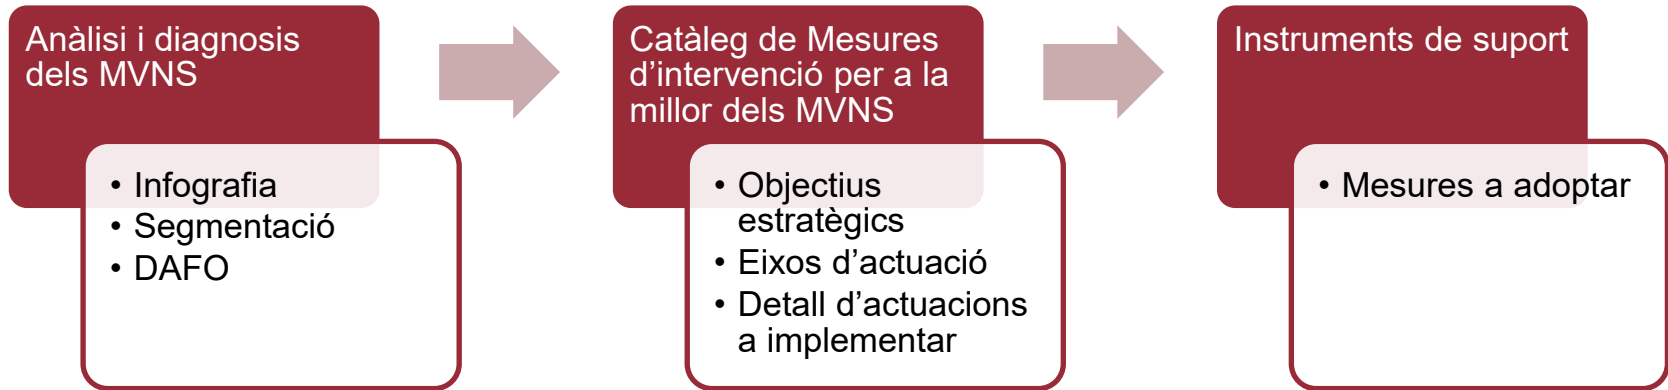 Anàlisi i diagnosis
dels MVNS
• Infografia
• Segmentació
• DAFO
Catàleg de Mesures
d’intervenció per a la
millor dels MVNS
• Objectius
estratègics
• Eixos d’actuació
• Detall d’actuacions
a implementar
Instruments de suport
• Mesures a adoptar